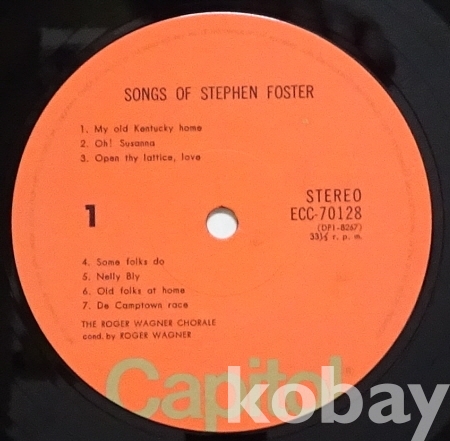 SONGS OF STEPHEN FOSTER
1. My old Kentucky home
2. Oh! Susanna
3. Open thy lattice, love
1
STEREO
ECC-70128
(DPI-8267)
33⅓ r. p. m.
4. Some folks do
5. Nelly Bly
6. Old folks at home
7. De Camptown race
THE ROGER WAGNER CHORALE
cond. by ROGER WAGNER
Capitol
kobay